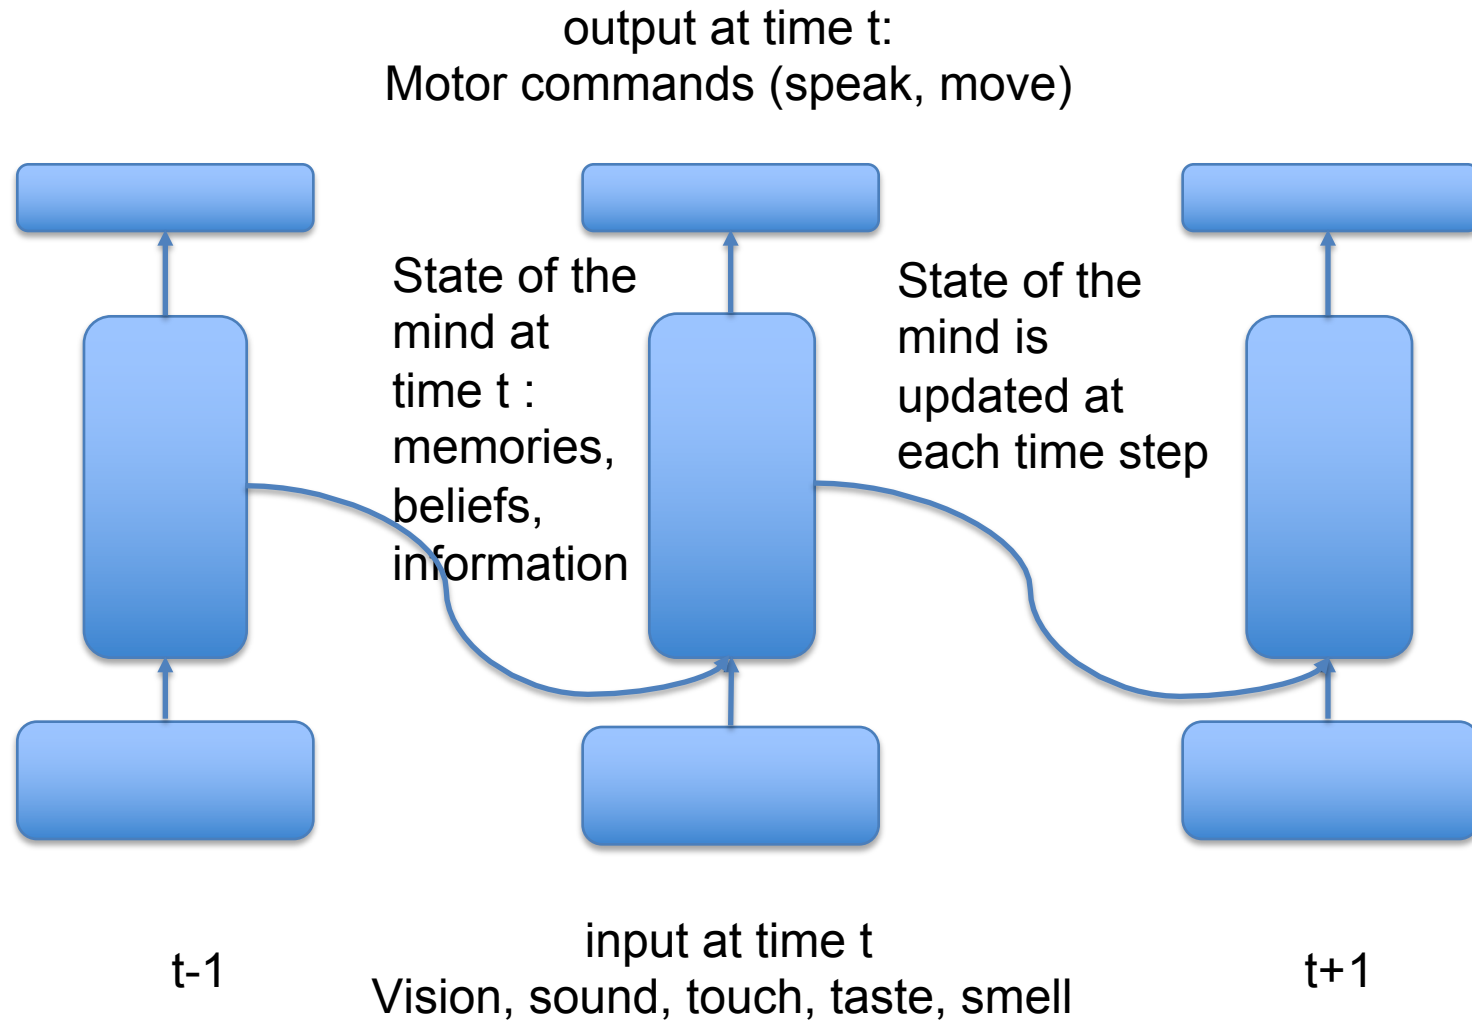 output at time t:
Motor commands (speak, move)
State of the
mind at
time t :
memories,
beliefs,
information
State of the
mind is
updated at
each time step
t-1
input at time t
Vision, sound, touch, taste, smell
t+1